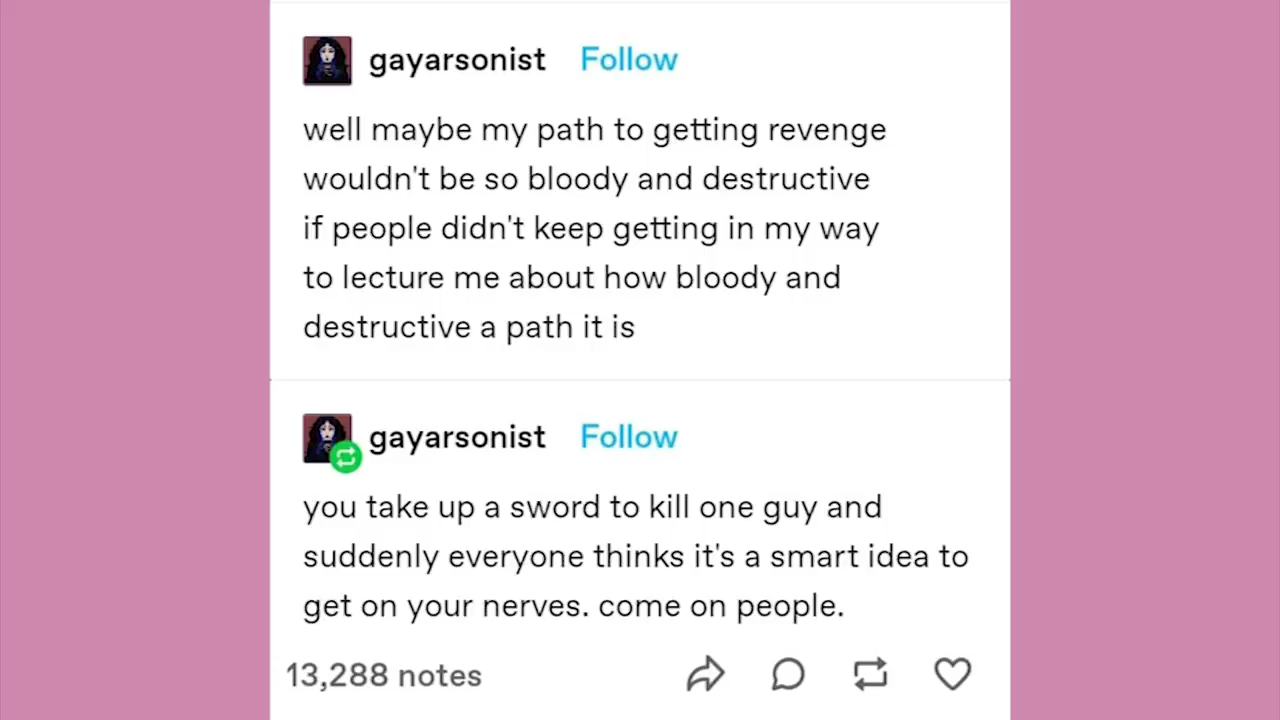 gayarsonist Follow
well maybe my path to getting revenge
wouldn't be so bloody and destructive
if people didn't keep getting in my way
to lecture me about how bloody and
destructive a path it is
gayarsonist Follow
you take up a sword to kill one guy and
suddenly everyone thinks it's a smart idea to
get on your nerves. come on people.
13,288 notes